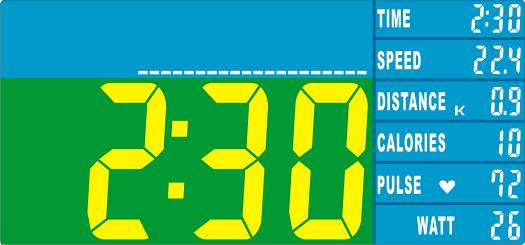 2:30
TIME 2:30
SPEED 22.4
DISTANCE K 0.9
CALORIES 10
PULSE ♥ 72
WATT 26